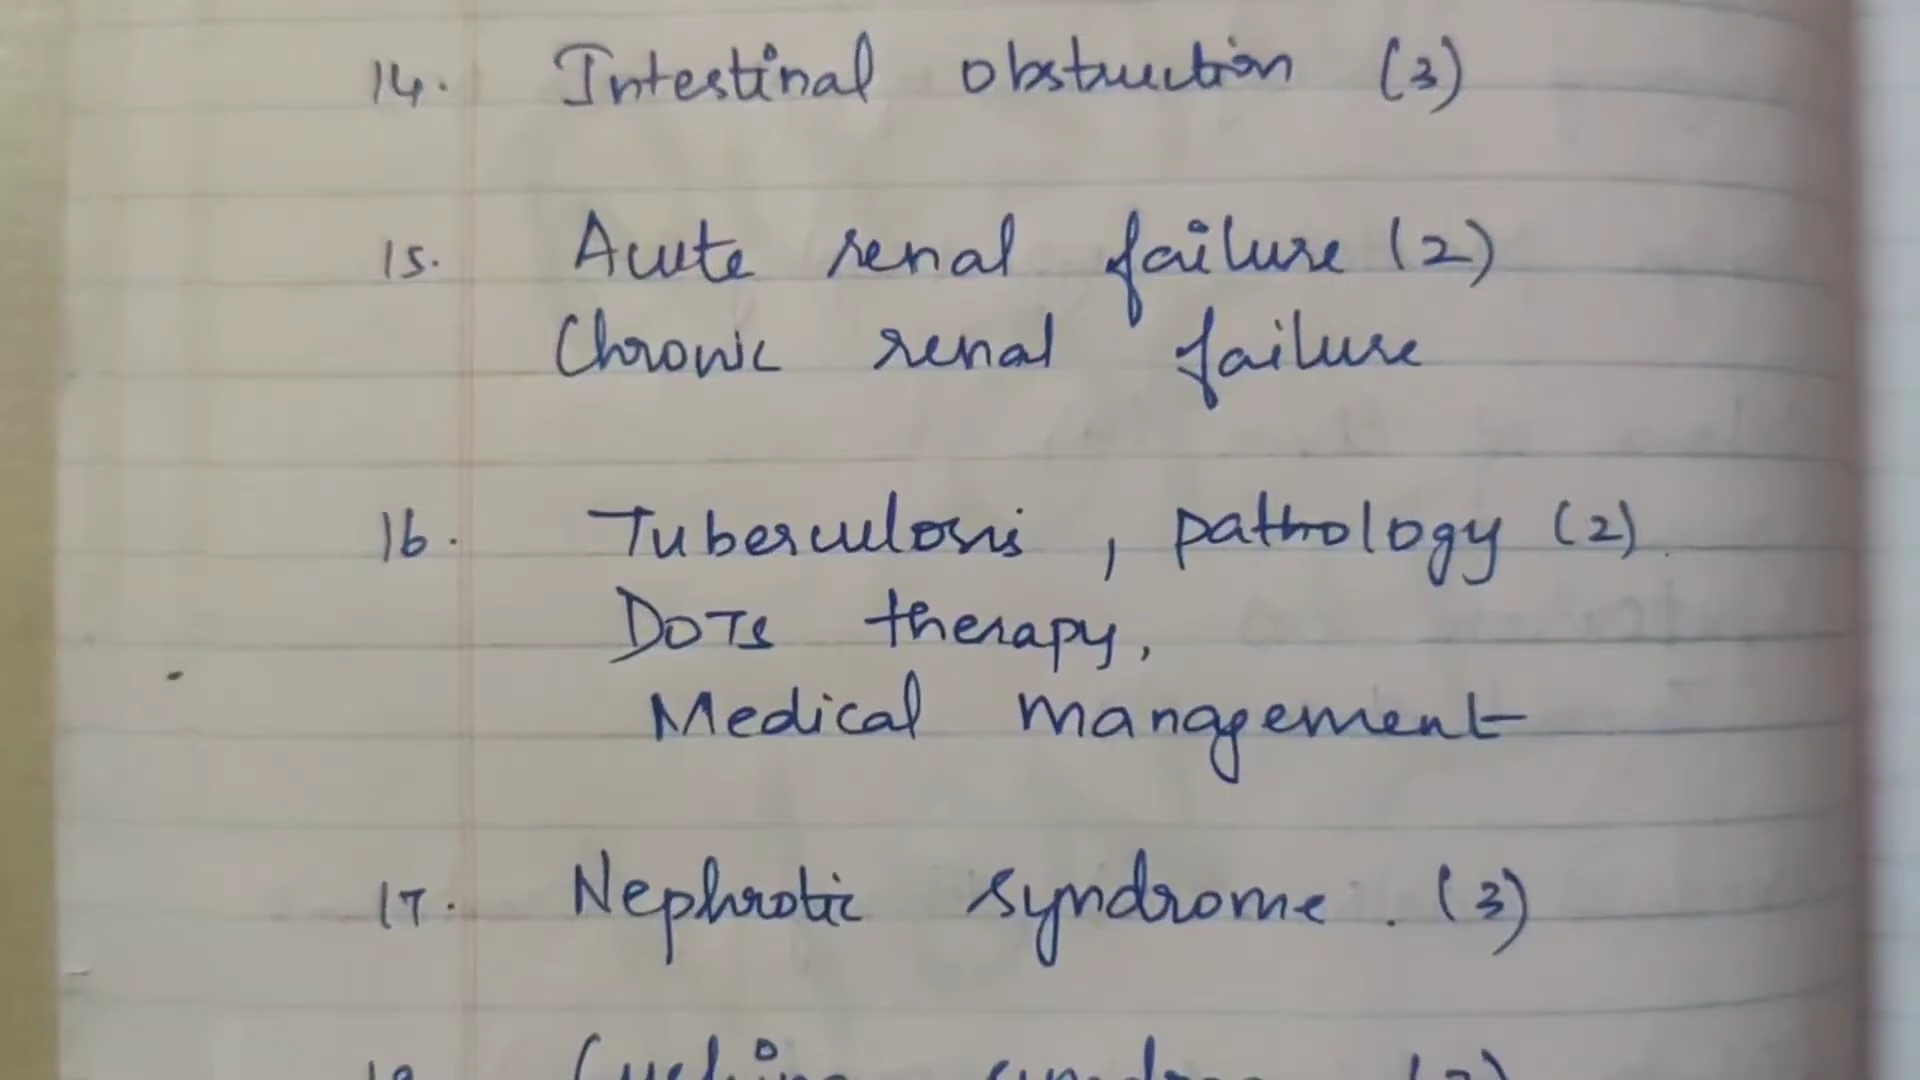 14. Intestinal obstruction (3)
15. Acute renal failure (2)
Chronic renal failure
16. Tuberculosis, pathology (2)
DOTs therapy,
Medical management
17. Nephrotic syndrome. (3)